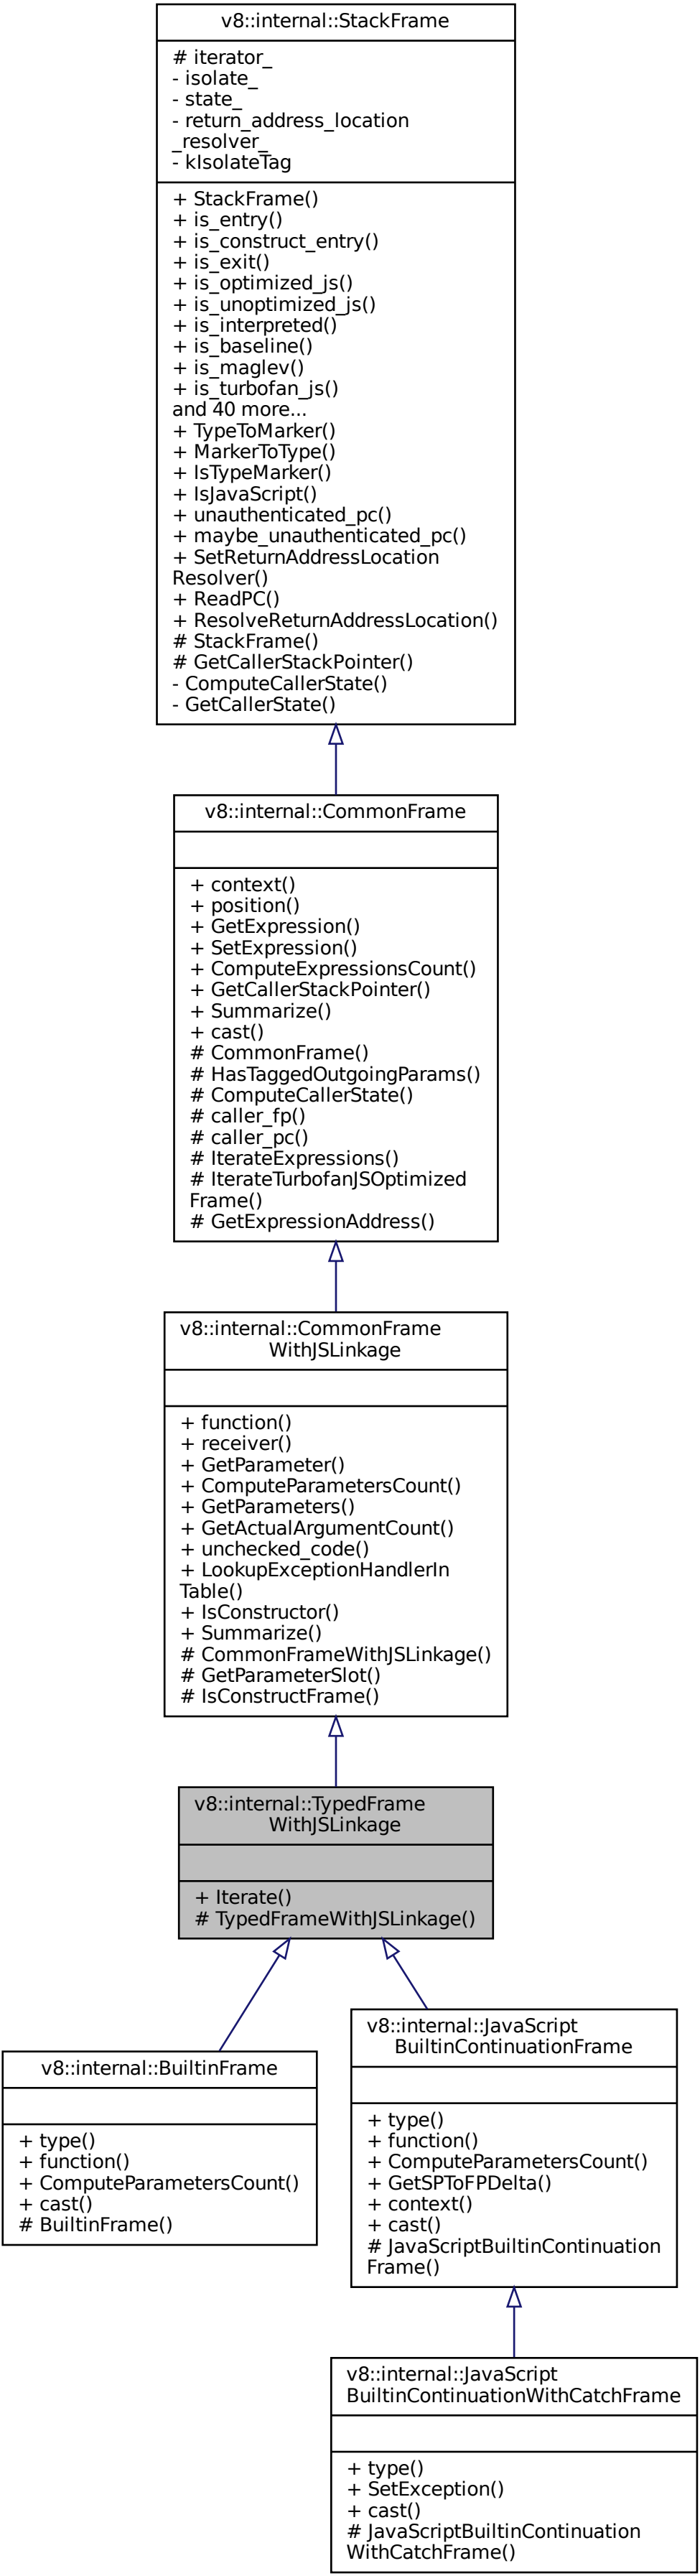 v8::internal::StackFrame
# iterator_
- isolate_
- state_
- return_address_location
_resolver_
- kIsolateTag
+ StackFrame()
+ is_entry()
+ is_construct_entry()
+ is_exit()
+ is_optimized_js()
+ is_unoptimized_js()
+ is_interpreted()
+ is_baseline()
+ is_maglev()
+ is_turbofan_js()
and 40 more...
+ TypeToMarker()
+ MarkerToType()
+ IsTypeMarker()
+ IsJavaScript()
+ unauthenticated_pc()
+ maybe_unauthenticated_pc()
+ SetReturnAddressLocation
Resolver()
+ ReadPC()
+ ResolveReturnAddressLocation()
# StackFrame()
# GetCallerStackPointer()
- ComputeCallerState()
- GetCallerState()
v8::internal::CommonFrame
+ context()
+ position()
+ GetExpression()
+ SetExpression()
+ ComputeExpressionsCount()
+ GetCallerStackPointer()
+ Summarize()
+ cast()
# CommonFrame()
# HasTaggedOutgoingParams()
# ComputeCallerState()
# caller_fp()
# caller_pc()
# IterateExpressions()
# IterateTurbofanJSOptimized
Frame()
# GetExpressionAddress()
v8::internal::CommonFrame
WithJSLinkage
+ function()
+ receiver()
+ GetParameter()
+ ComputeParametersCount()
+ GetParameters()
+ GetActualArgumentCount()
+ unchecked_code()
+ LookupExceptionHandlerIn
Table()
+ IsConstructor()
+ Summarize()
# CommonFrameWithJSLinkage()
# GetParameterSlot()
# IsConstructFrame()
v8::internal::TypedFrame
WithJSLinkage
+ Iterate()
# TypedFrameWithJSLinkage()
v8::internal::BuiltinFrame
+ type()
+ function()
+ ComputeParametersCount()
+ cast()
# BuiltinFrame()
v8::internal::JavaScript
BuiltinContinuationFrame
+ type()
+ function()
+ ComputeParametersCount()
+ GetSPToFPDelta()
+ context()
+ cast()
# JavaScriptBuiltinContinuation
Frame()
v8::internal::JavaScript
BuiltinContinuationWithCatchFrame
+ type()
+ SetException()
+ cast()
# JavaScriptBuiltinContinuation
WithCatchFrame()